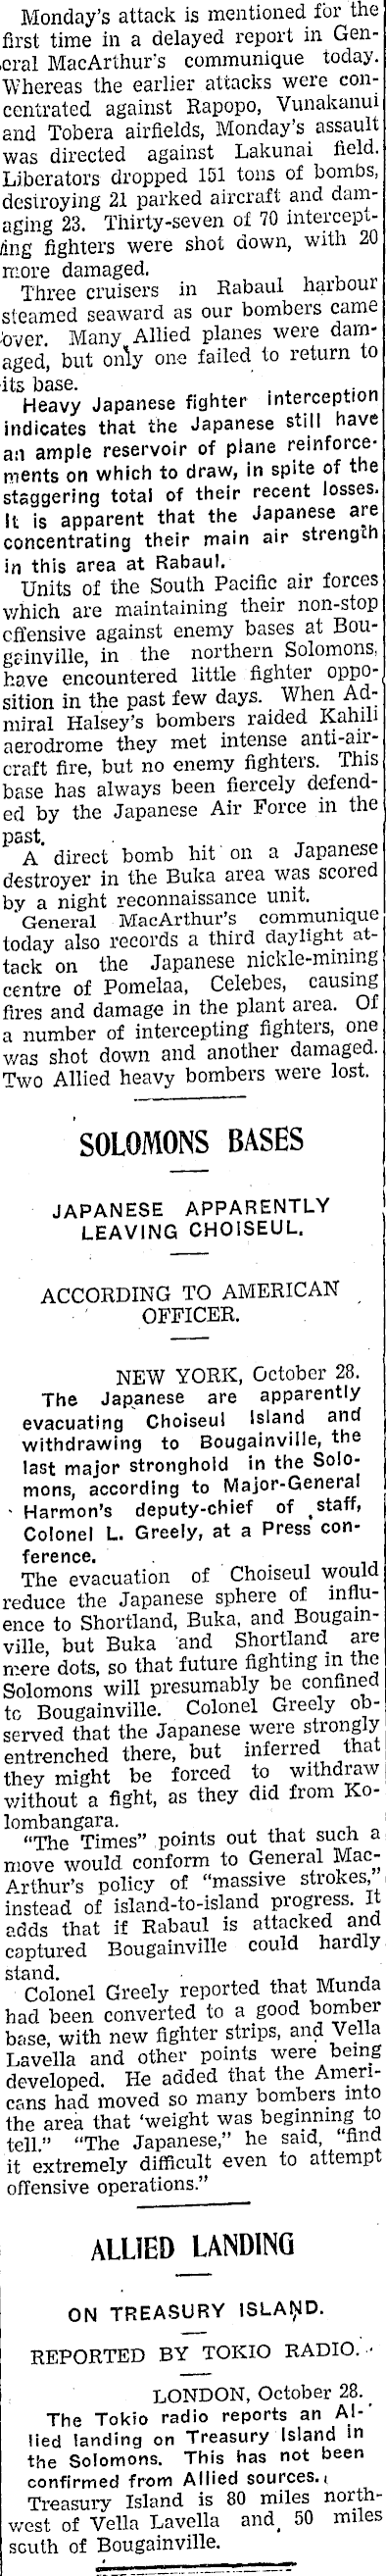 Monday's attack is mentioned for the
first time in a delayed report in Gen-
eral MacArthur's communique today.
Whereas the earlier attacks were con-
centrated against Rapopo, Vunakanui
and Tobera airfields, Monday's assault
was directed against Lakunai field.
Liberators dropped 151 tons of bombs,
destroying 21 parked aircraft and dam-
aging 23. Thirty-seven of 70 intercept-
ing fighters were shot down, with 20
more damaged.
Three cruisers in Rabaul harbour
steamed seaward as our bombers came
over. Many Allied planes were dam-
aged, but only one failed to return to
its base.
Heavy Japanese fighter interception
indicates that the Japanese still have
an ample reservoir of plane reinforce-
ments on which to draw, in spite of the
staggering total of their recent losses.
It is apparent that the Japanese are
concentrating their main air strength
in this area at Rabaul.
Units of the South Pacific air forces
which are maintaining their non-stop
offensive against enemy bases at Bou-
gainville, in the northern Solomons,
have encountered little fighter oppo-
sition in the past few days. When Ad-
miral Halsey's bombers raided Kahili
aerodrome they met intense anti-air-
craft fire, but no enemy fighters. This
base has always been fiercely defend-
ed by the Japanese Air Force in the
past.
A direct bomb hit on a Japanese
destroyer in the Buka area was scored
by a night reconnaissance unit.
General MacArthur's communique
today also records a third daylight at-
tack on the Japanese nickle-mining
centre of Pomelaa, Celebes, causing
fires and damage in the plant area. Of
a number of intercepting fighters, one
was shot down and another damaged.
Two Allied heavy bombers were lost.
SOLOMONS BASES
JAPANESE APPARENTLY
LEAVING CHOISEUL.
ACCORDING TO AMERICAN
OFFICER.
NEW YORK, October 28.
The Japanese are apparently
evacuating Choiseul Island and
withdrawing to Bougainville, the
last major stronghold in the Solo-
mons, according to Major-General
Harmon's deputy-chief of staff,
Colonel L. Greely, at a Press con-
ference.
The evacuation of Choiseul would
reduce the Japanese sphere of influ-
ence to Shortland, Buka, and Bougain-
ville, but Buka and Shortland are
mere dots, so that future fighting in the
Solomons will presumably be confined
to Bougainville. Colonel Greely ob-
served that the Japanese were strongly
entrenched there, but inferred that
they might be forced to withdraw
without a fight, as they did from Ko-
lombangara.
"The Times" points out that such a
move would conform to General Mac-
Arthur's policy of "massive strokes,"
instead of island-to-island progress. It
adds that if Rabaul is attacked and
captured Bougainville could hardly
stand.
Colonel Greely reported that Munda
had been converted to a good bomber
base, with new fighter strips, and Vella
Lavella and other points were being
developed. He added that the Ameri-
cans had moved so many bombers into
the area that 'weight was beginning to
tell." "The Japanese," he said, "find
it extremely difficult even to attempt
offensive operations."
ALLIED LANDING
ON TREASURY ISLAND.
REPORTED BY TOKIO RADIO.
LONDON, October 28.
The Tokio radio reports an Al-
lied landing on Treasury Island in
the Solomons. This has not been
confirmed from Allied sources.
Treasury Island is 80 miles north-
west of Vella Lavella and 50 miles
south of Bougainville.